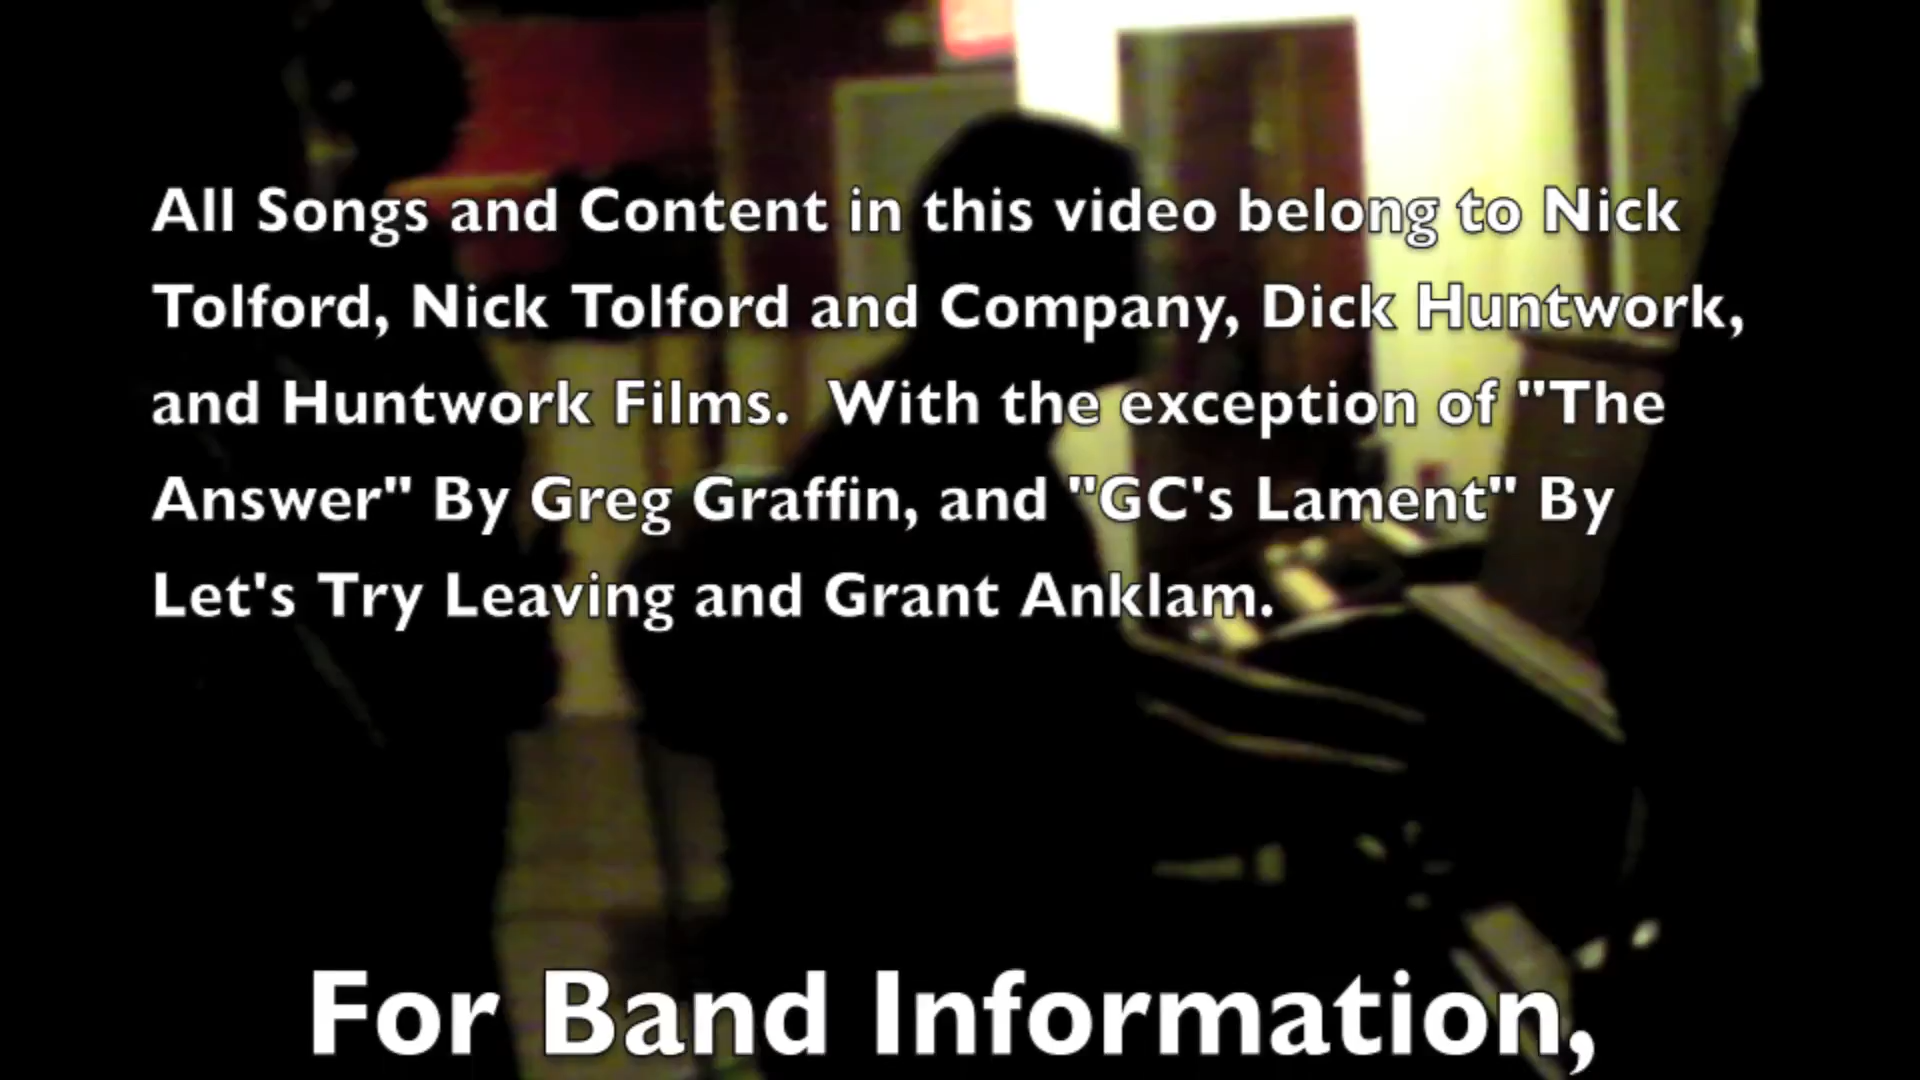 All Songs and Content in this video belong to Nick
Tolford, Nick Tolford and Company, Dick Huntwork,
and Huntwork Films.  With the exception of "The
Answer" By Greg Graffin, and "GC's Lament" By
Let's Try Leaving and Grant Anklam.
For Band Information,